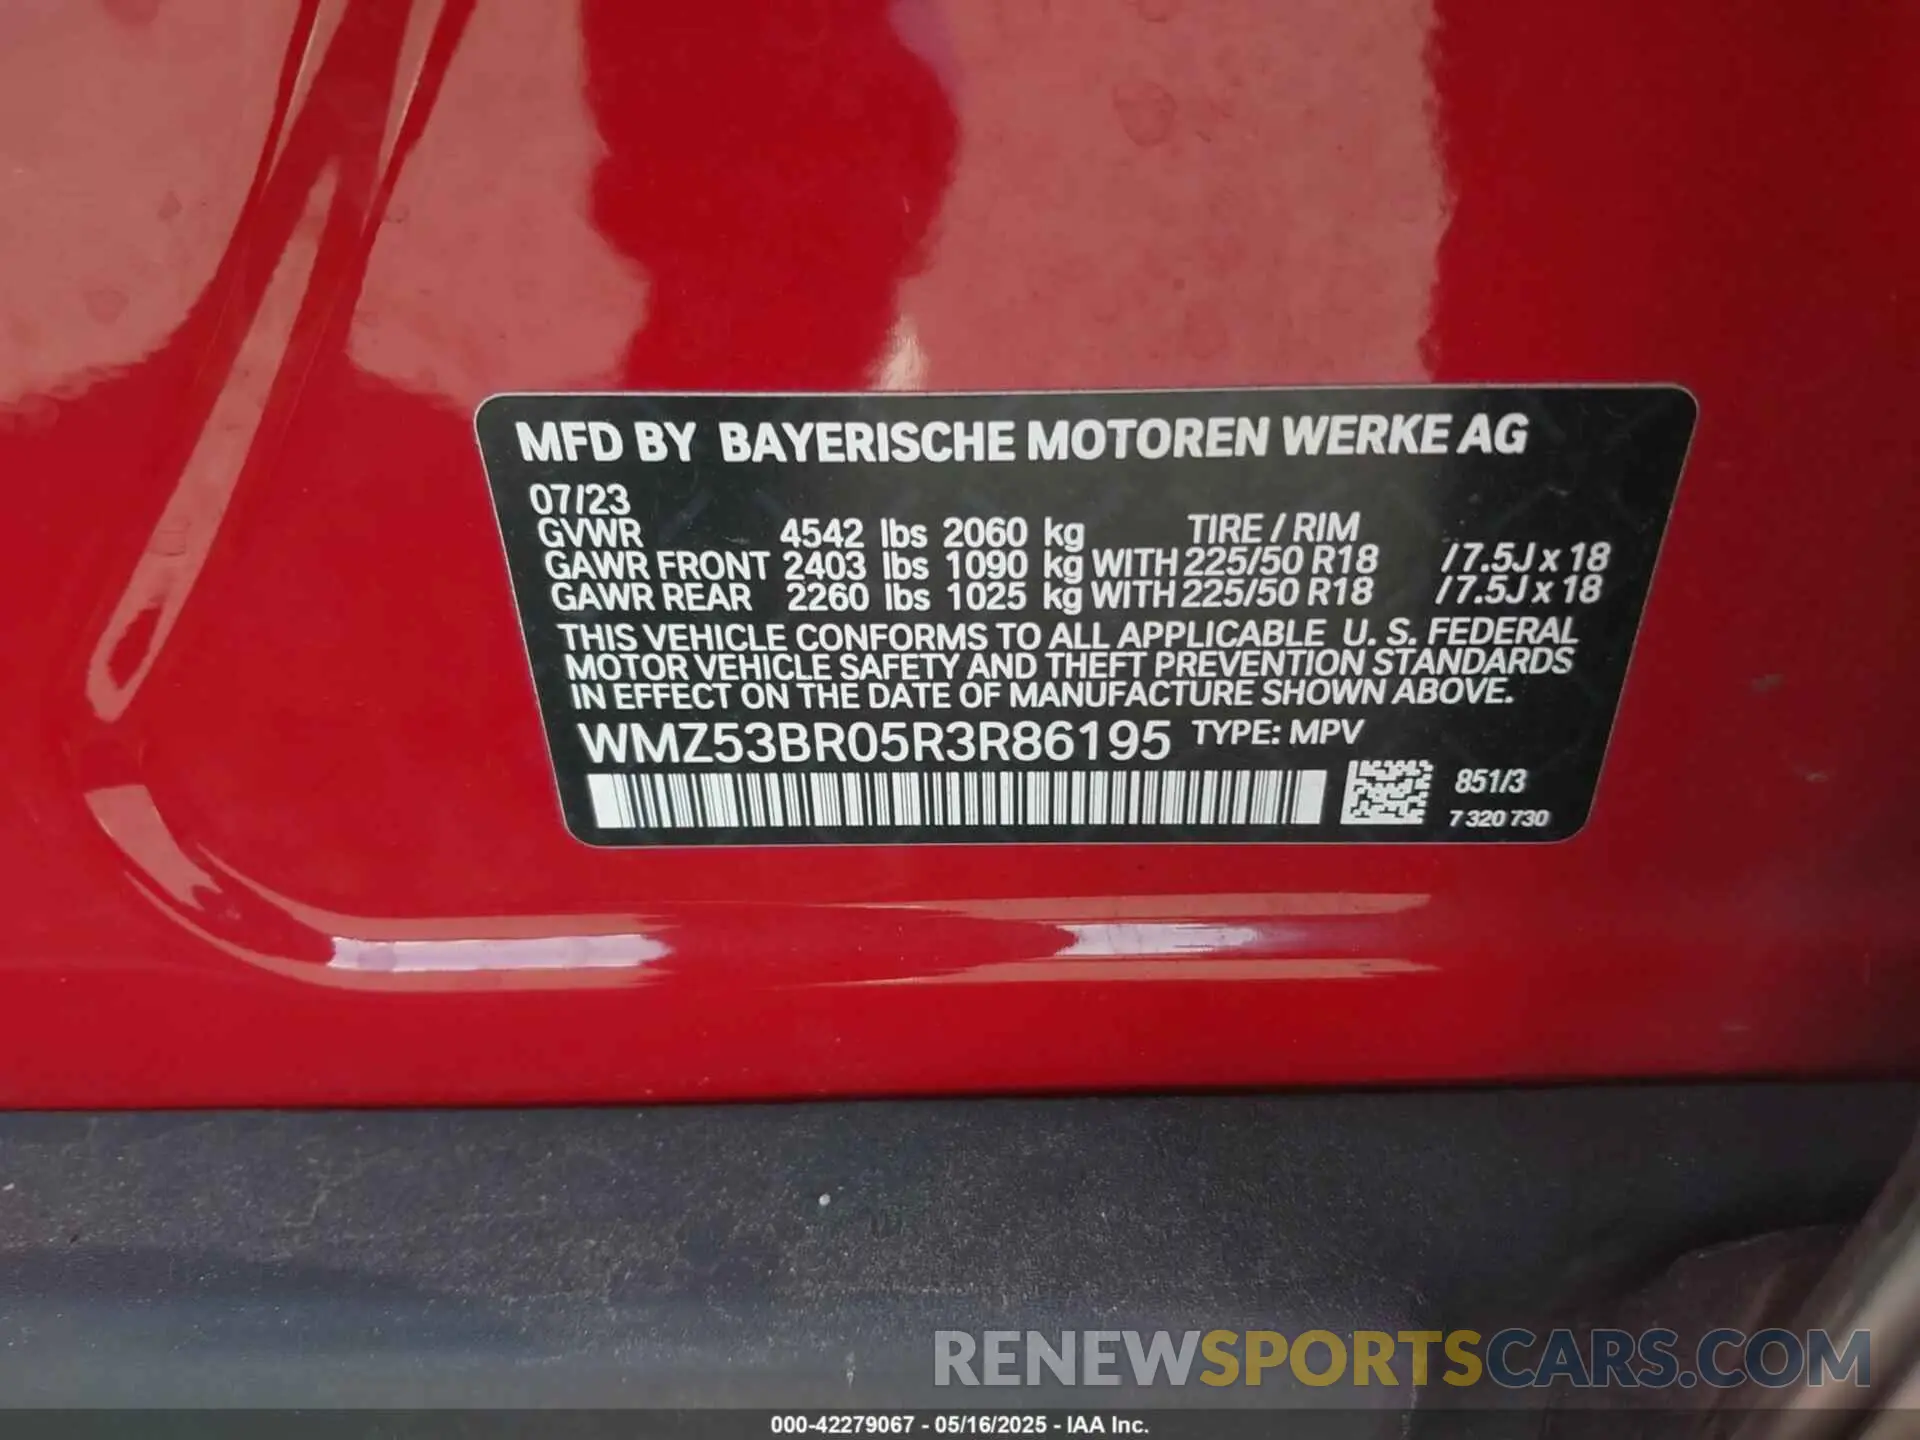 MFD BY BAYERISCHE MOTOREN WERKE AG
07/23
GVWR 4542 lbs 2060 kg TIRE / RIM
GAWR FRONT 2403 lbs 1090 kg WITH 225/50 R18 / 7.5J x 18
GAWR REAR 2260 lbs 1025 kg WITH 225/50 R18 / 7.5J x 18
THIS VEHICLE CONFORMS TO ALL APPLICABLE U. S. FEDERAL
MOTOR VEHICLE SAFETY AND THEFT PREVENTION STANDARDS
IN EFFECT ON THE DATE OF MANUFACTURE SHOWN ABOVE.
WMZ53BR05R3R86195 TYPE: MPV
851/3
7 320 730
RENEWSPORTSCARS.COM
000-42279067 - 05/16/2025 - IAA Inc.